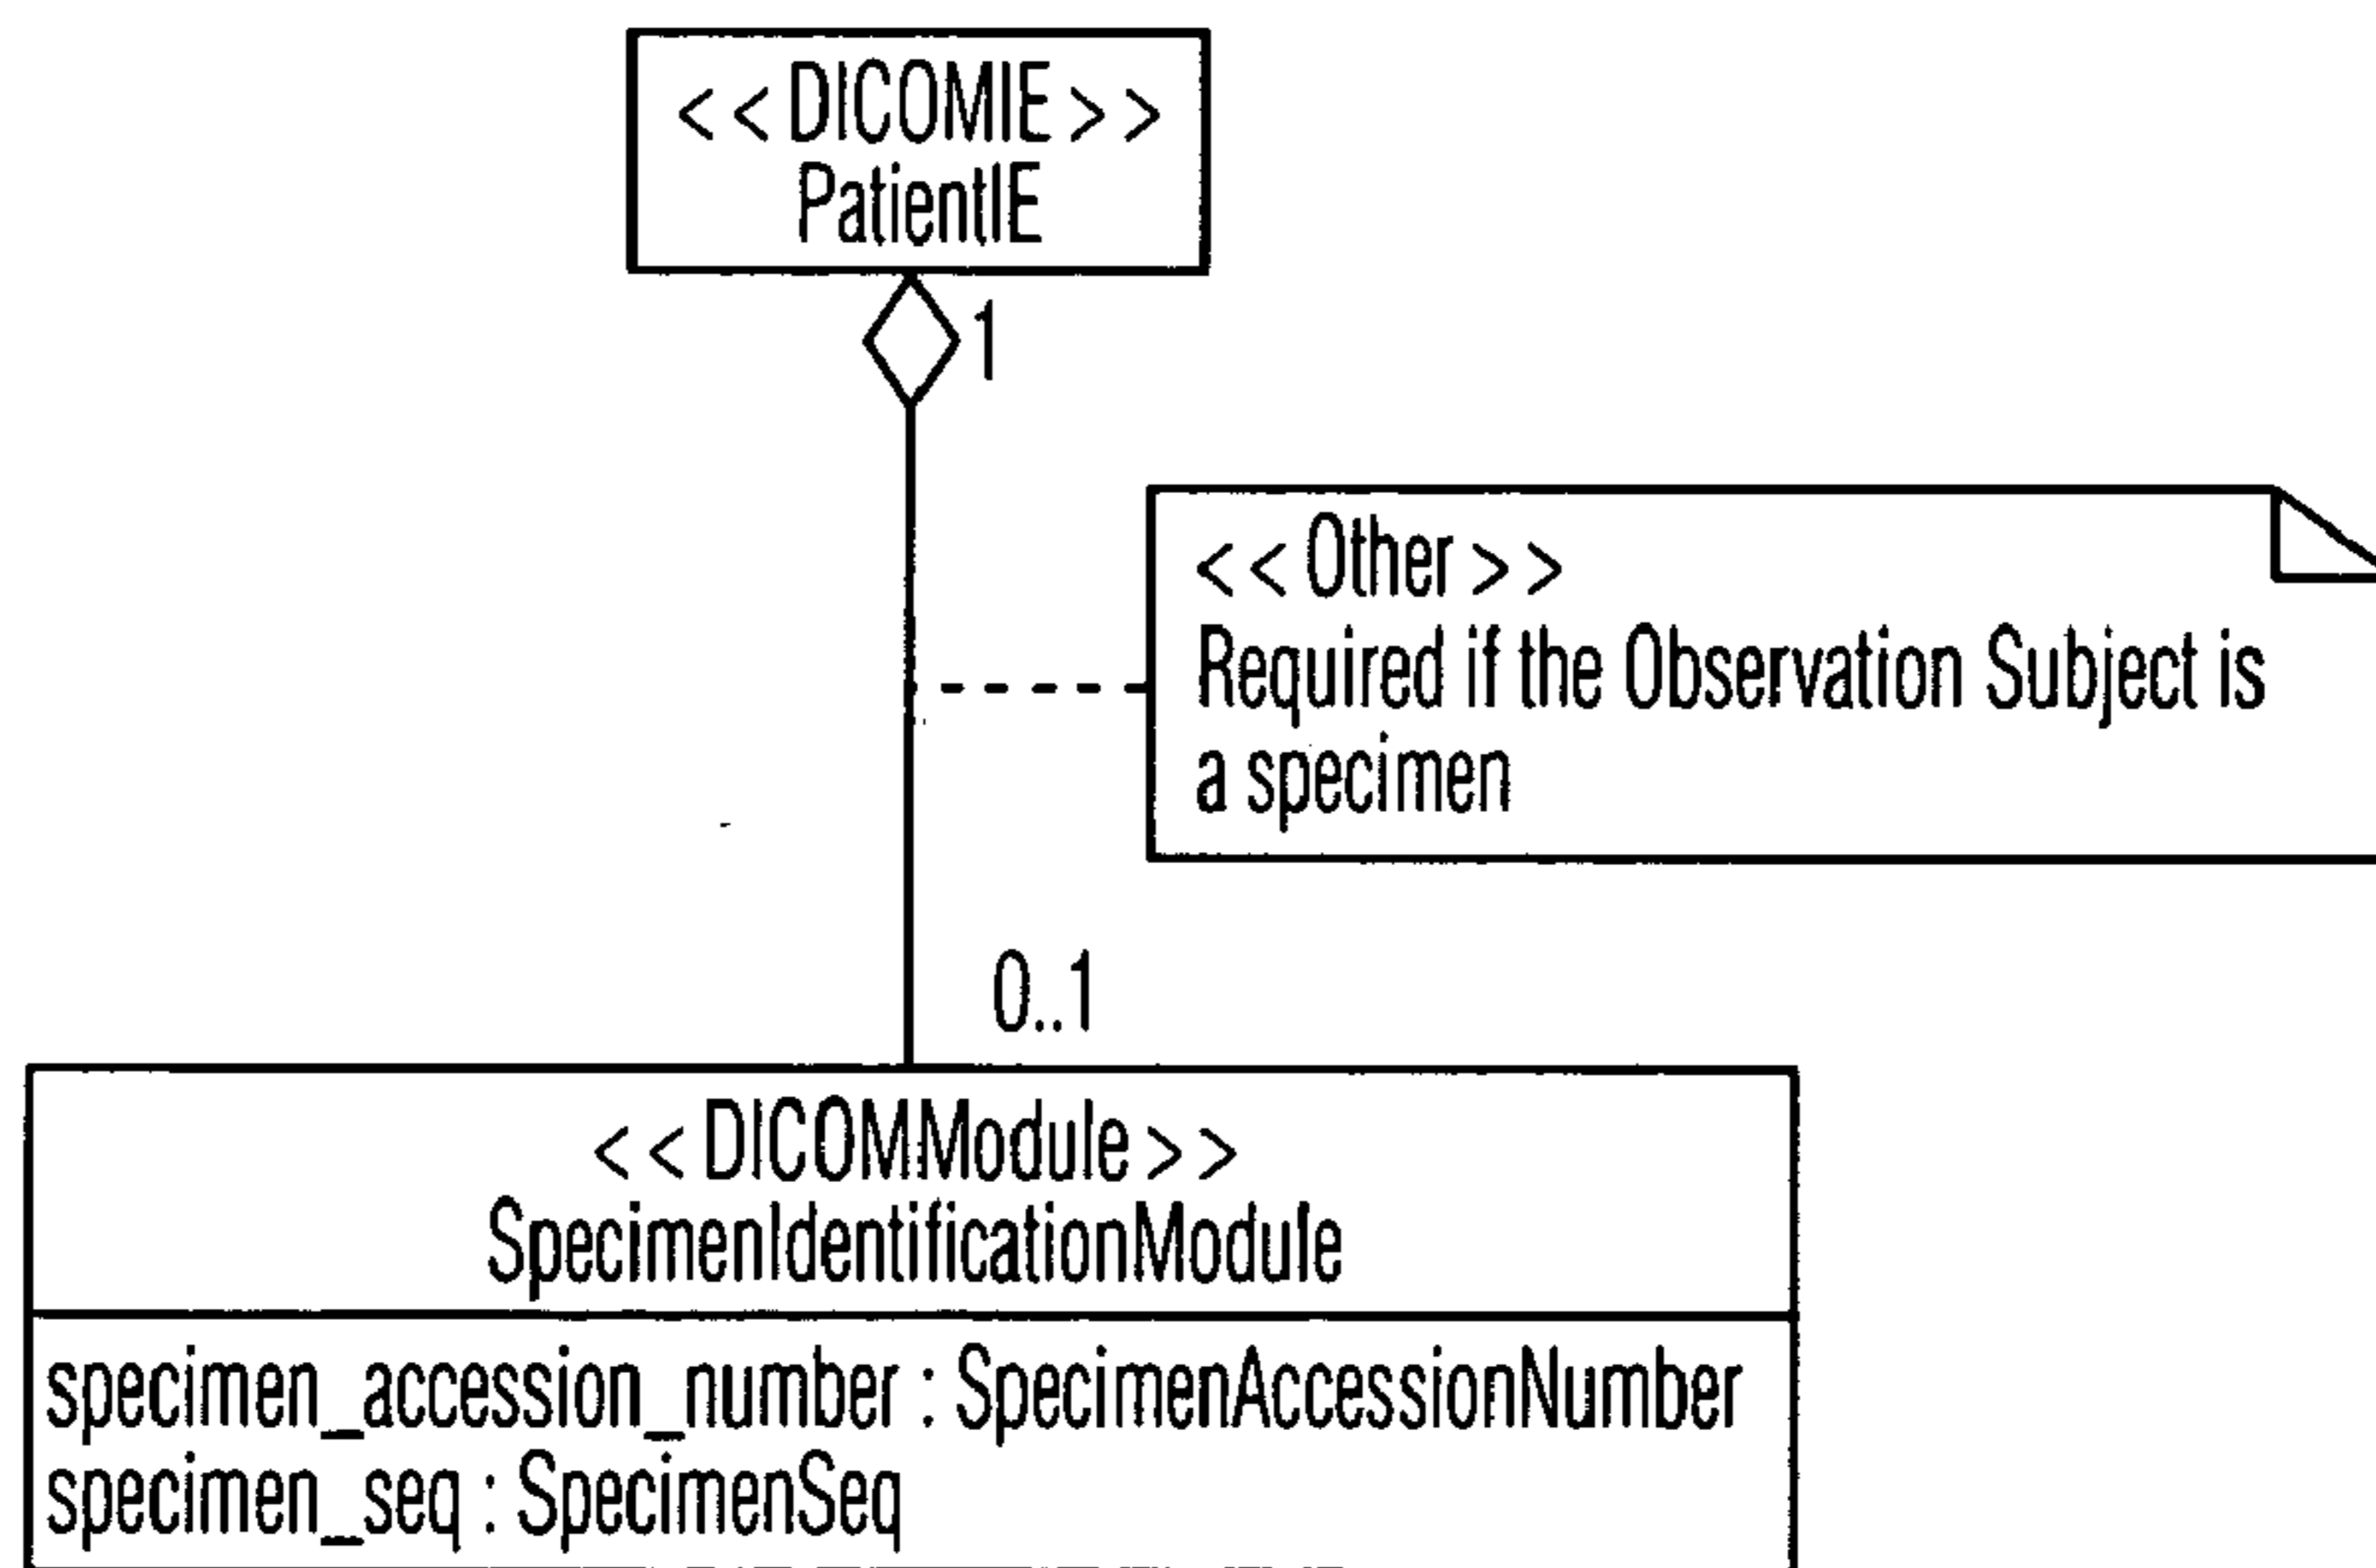 <<DICOMIE>>
PatientIE
1
<<Other>>
Required if the Observation Subject is
a specimen
0..1
<<DICOMModule>>
SpecimenIdentificationModule
specimen_accession_number : SpecimenAccessionNumber
specimen_seq : SpecimenSeq